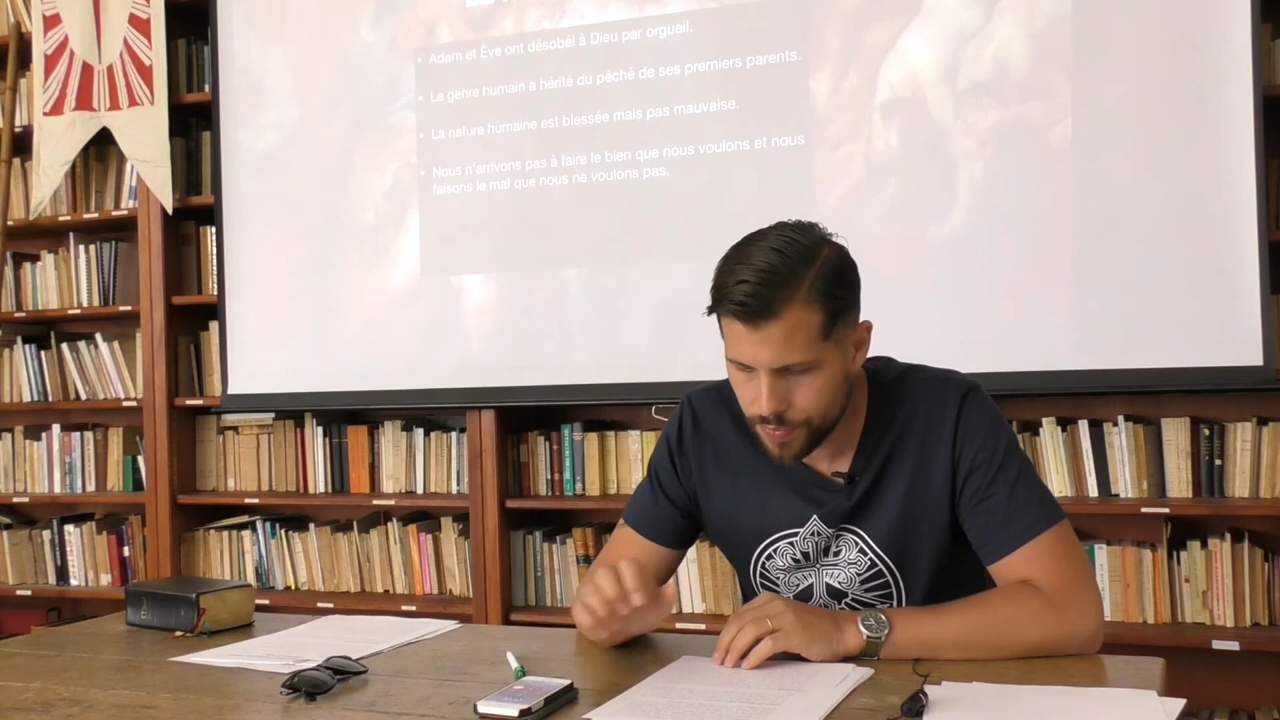 Adam et Ève ont désobéi à Dieu par orgueil.
Le genre humain a hérité du péché de ses premiers parents.
La nature humaine est blessée mais pas mauvaise.
Nous n'arrivons pas à faire le bien que nous voulons et nous
faisons le mal que nous ne voulons pas.